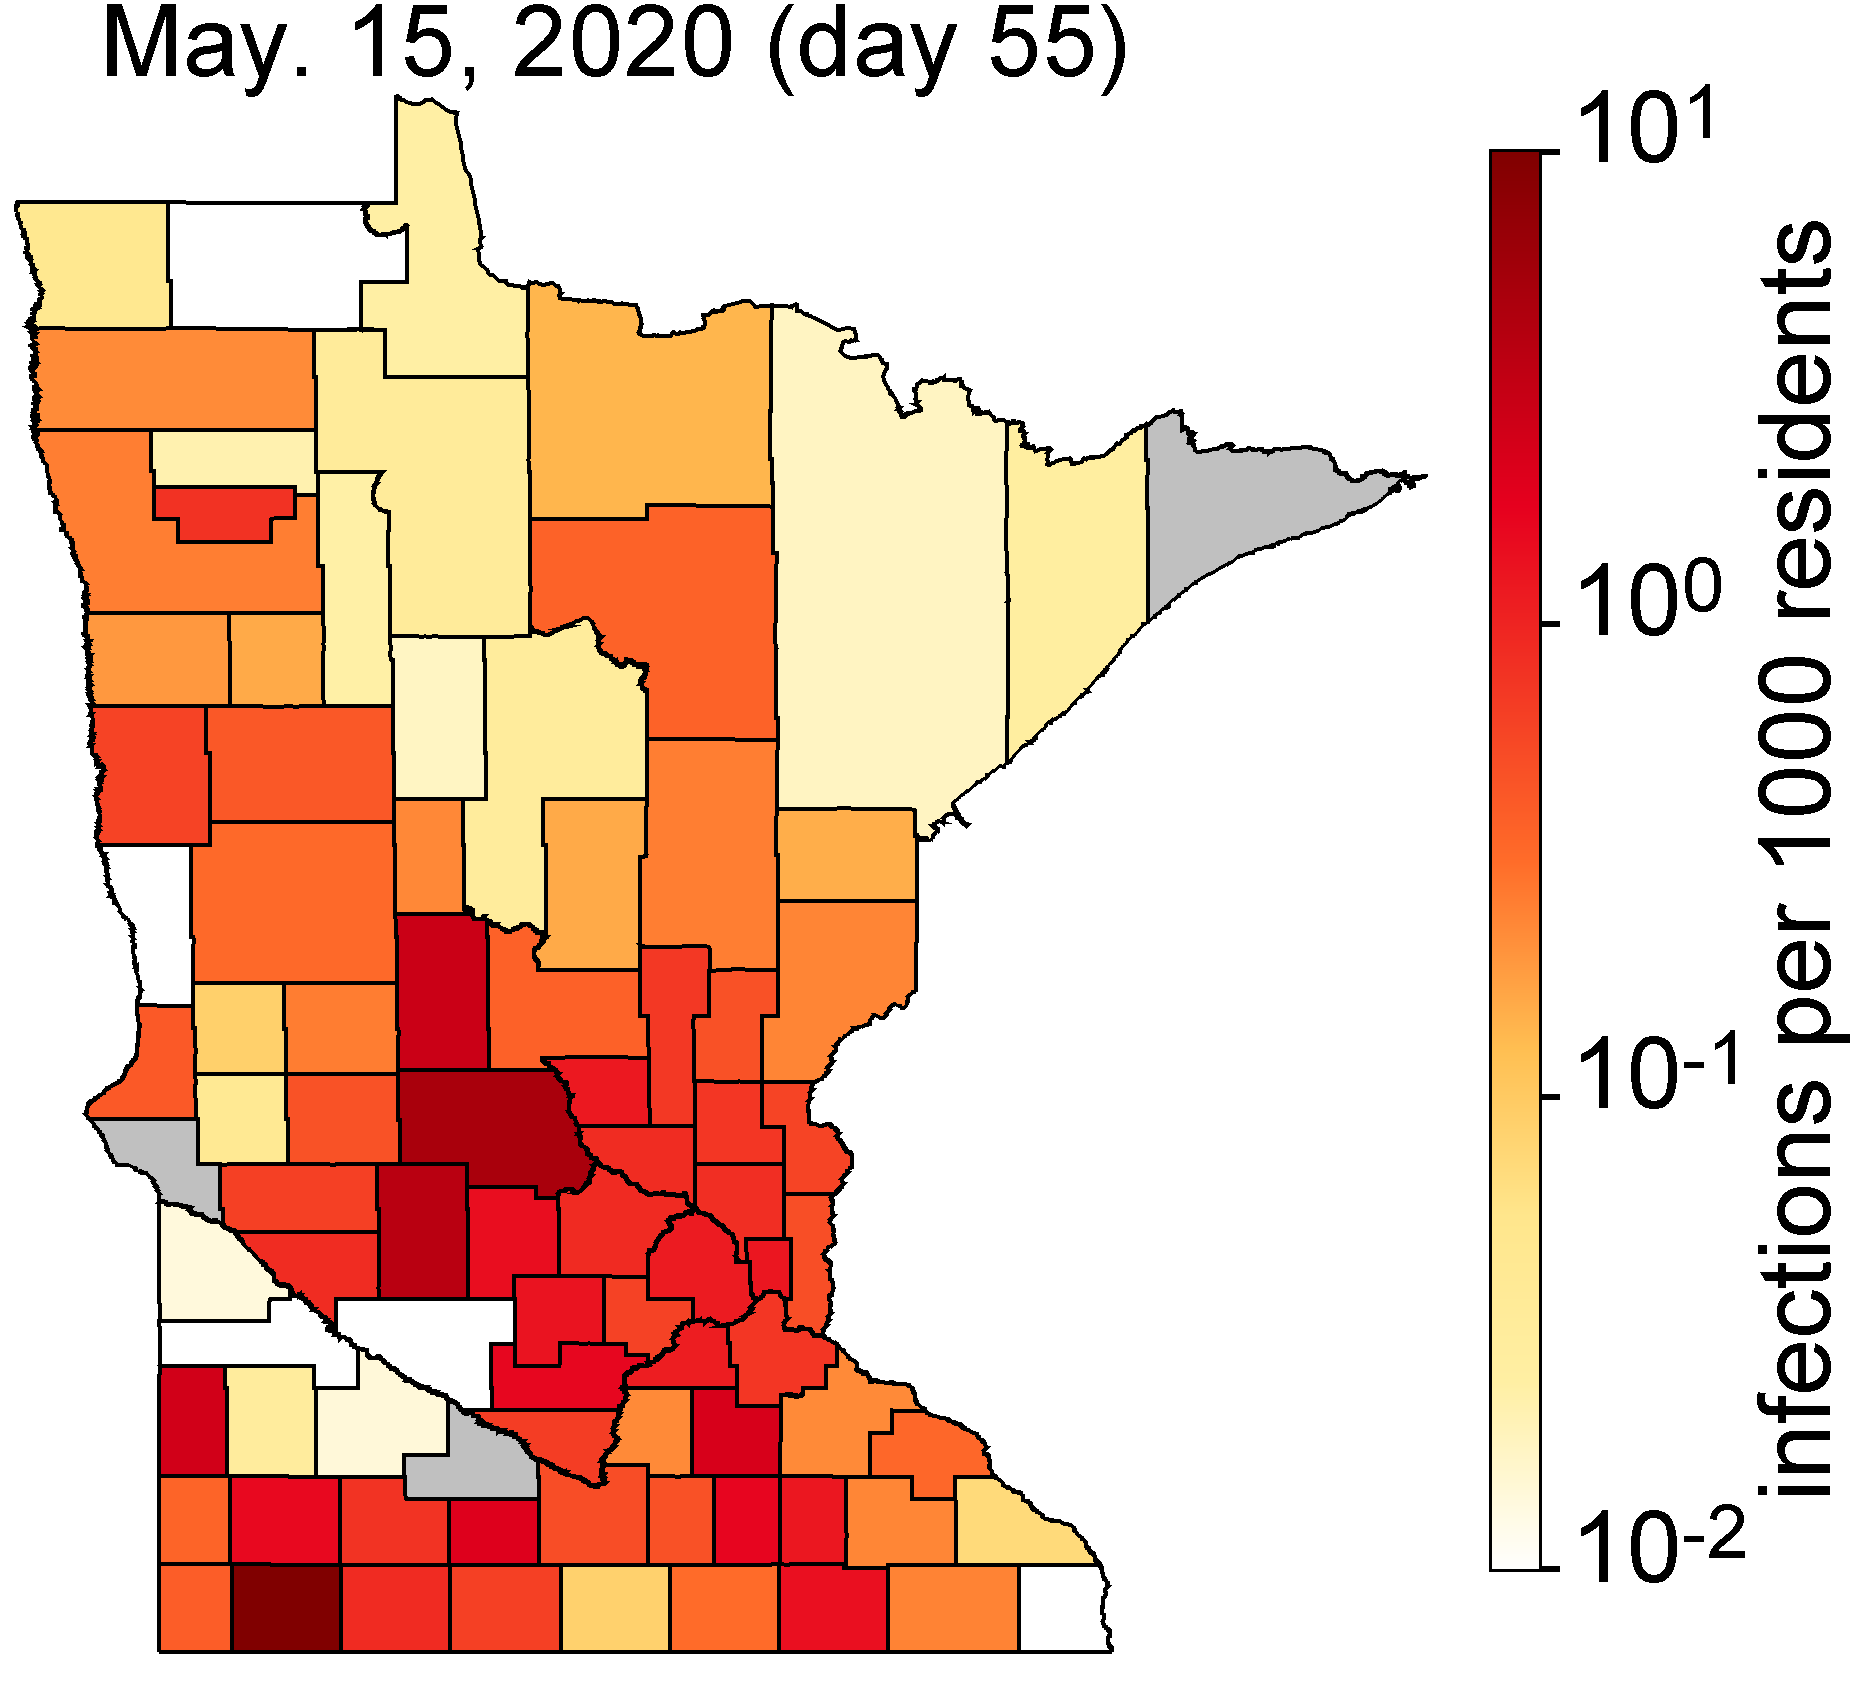 May. 15, 2020 (day 55)
10¹
10⁰
10⁻¹
10⁻²
infections per 1000 residents